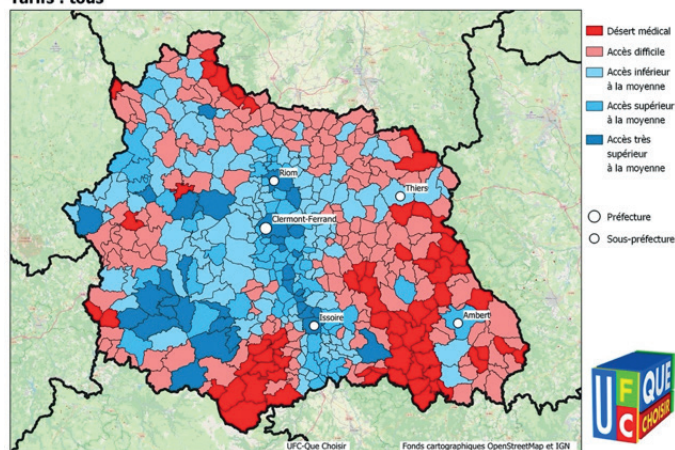 Tarifs : tous
Désert médical
Accès difficile
Accès inférieur
à la moyenne
Accès supérieur
à la moyenne
Accès très
supérieur
à la moyenne
Préfecture
Sous-préfecture
Riom
Thiers
Clermont-Ferrand
Issoire
Ambert
UFC
QUE
CHOISIR
UFC-Que Choisir
Fonds cartographiques OpenStreetMap et IGN